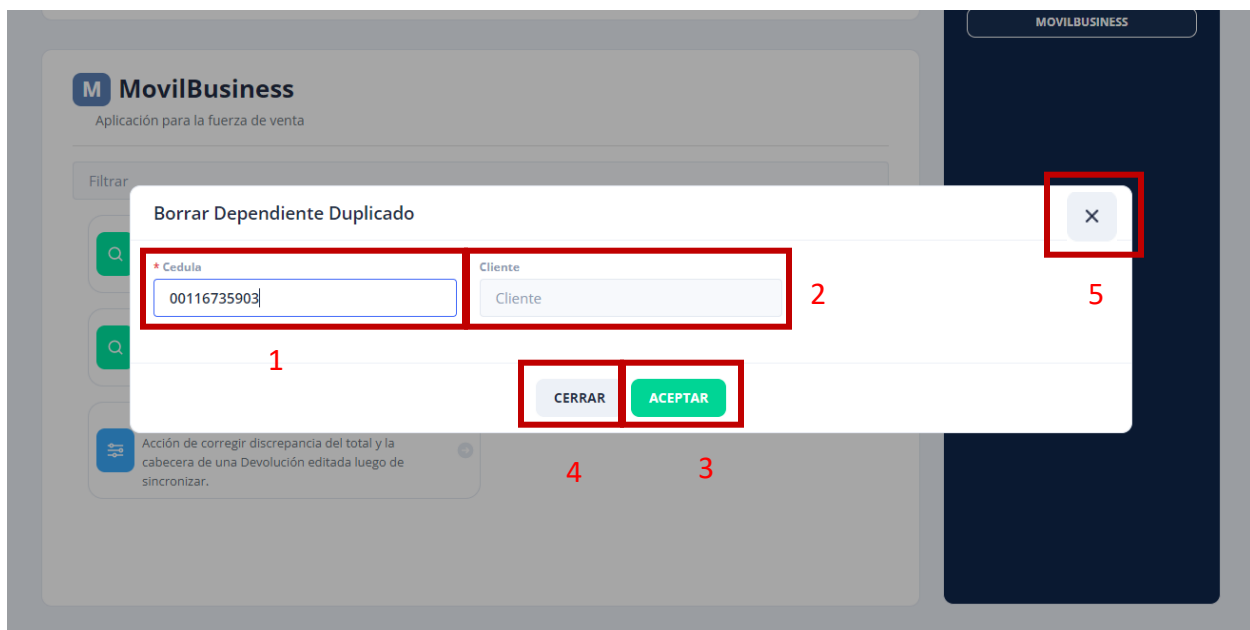 MOVILBUSINESS
M MovilBusiness
Aplicación para la fuerza de venta
Filtrar
Borrar Dependiente Duplicado
* Cedula
00116735903
Cliente
Cliente
2
5
1
CERRAR
ACEPTAR
4
3
Acción de corregir discrepancia del total y la
cabecera de una Devolución editada luego de
sincronizar.